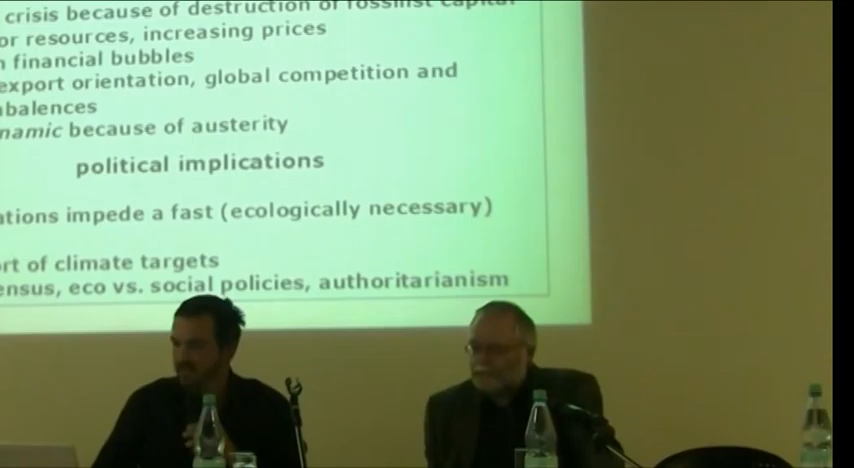 crisis because of destruction of fossilist capital
or resources, increasing prices
n financial bubbles
export orientation, global competition and
balences
namic because of austerity
political implications
ations impede a fast (ecologically necessary)
rt of climate targets
ensus, eco vs. social policies, authoritarianism